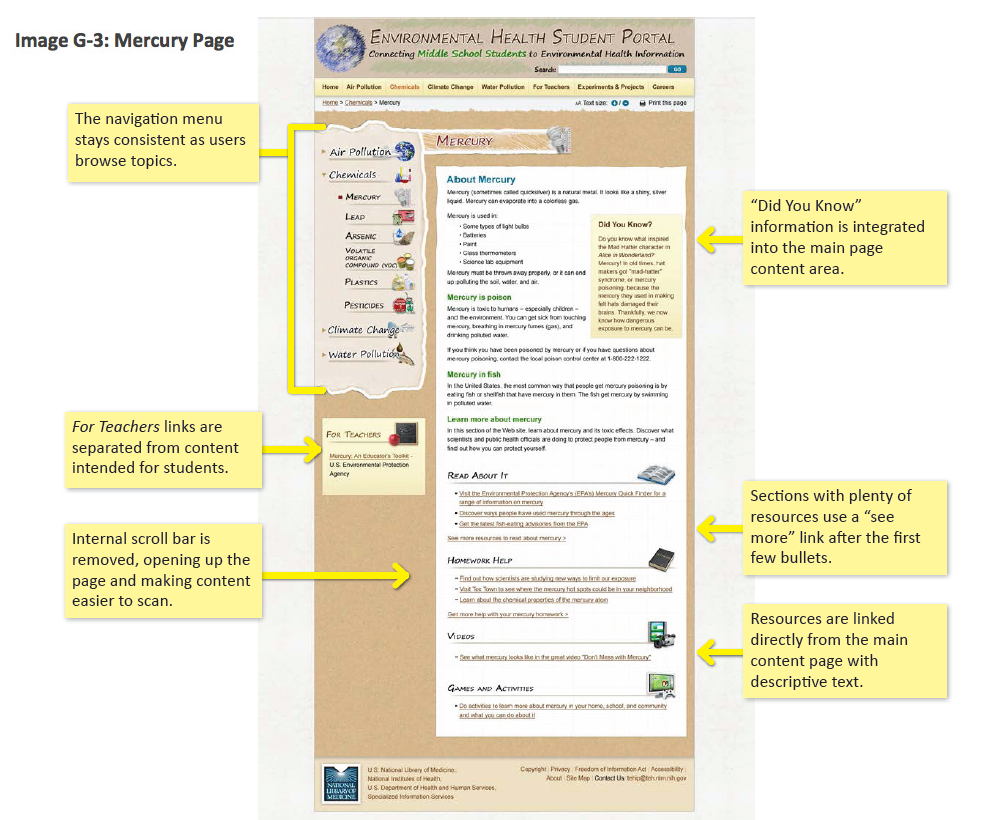 Image G-3: Mercury Page
ENVIRONMENTAL HEALTH STUDENT PORTAL
Connecting Middle School Students to Environmental Health Information
Search: GO
Home Air Pollution Chemicals Climate Change Water Pollution For Teachers Experiments & Projects Careers
Home > Chemicals > Mercury
AA Text size: + / - Print this page
The navigation menu
stays consistent as users
browse topics.
Air Pollution
Chemicals
MERCURY
LEAD
ARSENIC
VOLATILE
ORGANIC
COMPOUND (VOC)
PLASTICS
PESTICIDES
Climate Change
Water Pollution
MERCURY
About Mercury
Mercury (sometimes called quicksilver) is a natural metal. It looks like a shiny, silver
liquid. Mercury can evaporate into a colorless gas.
Mercury is used in:
• Some types of light bulbs
• Batteries
• Paint
• Glass thermometers
• Science lab equipment
Mercury must be thrown away properly, or it can end
up polluting the soil, water, and air.
Did You Know?
Do you know what inspired
the Mad Hatter character in
Alice in Wonderland?
Mercury! In old times, hat
makers got "mad-hatter"
syndrome, or mercury
poisoning, because the
mercury they used in making
felt hats damaged their
brains. Thankfully, we now
know how dangerous
exposure to mercury can be.
“Did You Know”
information is integrated
into the main page
content area.
Mercury is poison
Mercury is toxic to humans – especially children –
and the environment. You can get sick from touching
mercury, breathing in mercury fumes (gas), and
drinking polluted water.
If you think you have been poisoned by mercury or if you have questions about
mercury poisoning, contact the local poison control center at 1-800-222-1222.
Mercury in fish
In the United States, the most common way that people get mercury poisoning is by
eating fish or shellfish that have mercury in them. The fish get mercury by swimming
in polluted water.
Learn more about mercury
In this section of the Web site, learn about mercury and its toxic effects. Discover what
scientists and public health officials are doing to protect people from mercury – and
find out how you can protect yourself.
For Teachers links are
separated from content
intended for students.
FOR TEACHERS
Mercury: An Educator's Toolkit -
U.S. Environmental Protection
Agency
READ ABOUT IT
• Visit the Environmental Protection Agency's (EPA's) Mercury Quick Finder for a
range of information on mercury
• Discover ways people have used mercury through the ages
• Get the latest fish-eating advisories from the EPA
See more resources to read about mercury >
Sections with plenty of
resources use a “see
more” link after the first
few bullets.
Internal scroll bar is
removed, opening up the
page and making content
easier to scan.
HOMEWORK HELP
• Find out how scientists are studying new ways to limit our exposure
• Visit Tox Town to see where the mercury hot spots could be in your neighborhood
• Learn about the chemical properties of the mercury atom
Get more help with your mercury homework >
VIDEOS
• See what mercury looks like in the great video "Don't Mess with Mercury"
Resources are linked
directly from the main
content page with
descriptive text.
GAMES AND ACTIVITIES
• Do activities to learn more about mercury in your home, school, and community
and what you can do about it
NATIONAL
LIBRARY OF
MEDICINE
U.S. National Library of Medicine,
National Institutes of Health,
U.S. Department of Health and Human Services,
Specialized Information Services
Copyright | Privacy | Freedom of Information Act | Accessibility |
About | Site Map | Contact Us: tehip@teh.nlm.nih.gov